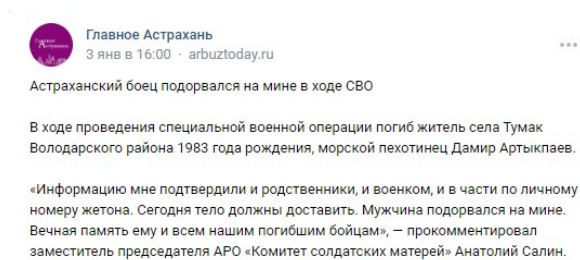 Главное Астрахань
3 янв в 16:00 · arbuztoday.ru
Астраханский боец подорвался на мине в ходе СВО
В ходе проведения специальной военной операции погиб житель села Тумак
Володарского района 1983 года рождения, морской пехотинец Дамир Артыкпаев.
«Информацию мне подтвердили и родственники, и военком, и в части по личному
номеру жетона. Сегодня тело должны доставить. Мужчина подорвался на мине.
Вечная память ему и всем нашим погибшим бойцам», — прокомментировал
заместитель председателя АРО «Комитет солдатских матерей» Анатолий Салин.